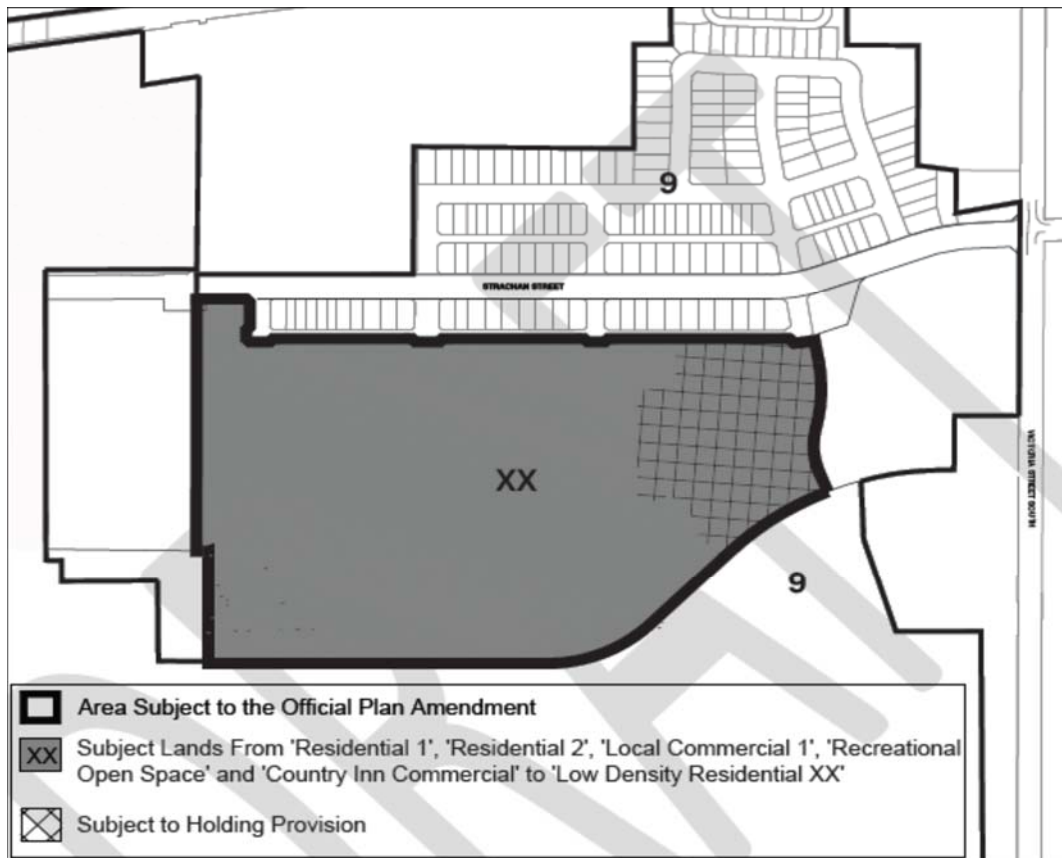 9
STRACHAN STREET
XX
VICTORIA STREET SOUTH
9
Area Subject to the Official Plan Amendment
XX
Subject Lands From 'Residential 1', 'Residential 2', 'Local Commercial 1', 'Recreational
Open Space' and 'Country Inn Commercial' to 'Low Density Residential XX'
Subject to Holding Provision
DRAFT